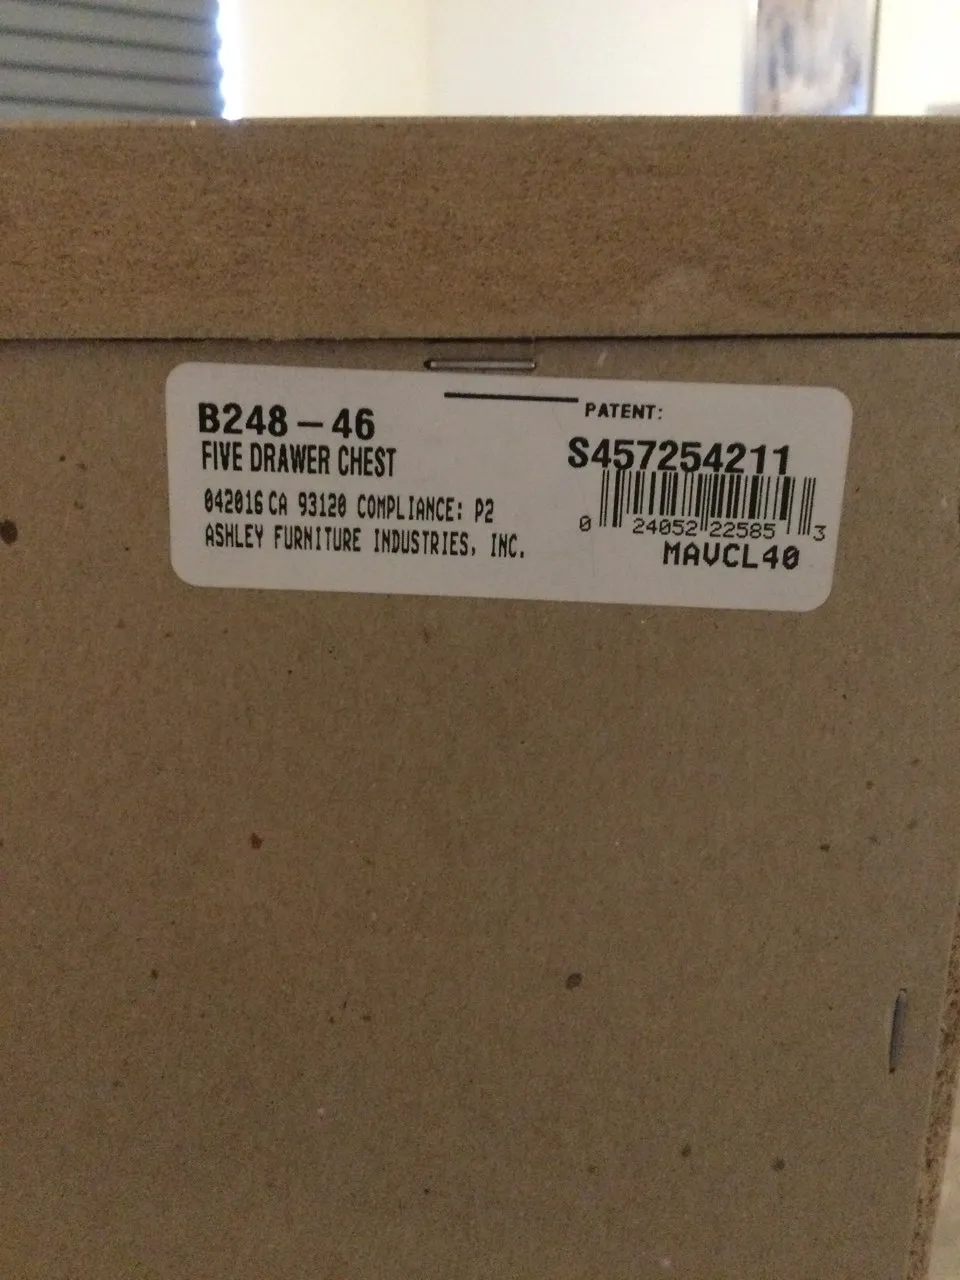 B248-46
FIVE DRAWER CHEST
042016 CA 93120 COMPLIANCE: P2
ASHLEY FURNITURE INDUSTRIES, INC.
PATENT:
S457254211
0 24052 22585 3
MAVCL40